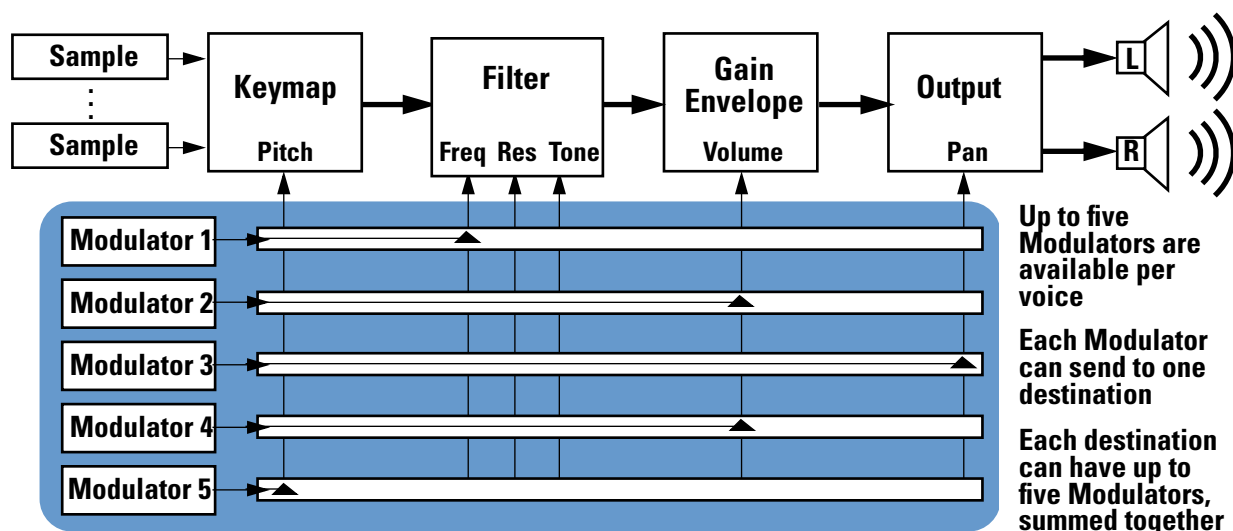 Sample
Sample
Keymap
Pitch
Filter
Freq Res Tone
Gain
Envelope
Volume
Output
Pan
L
R
Modulator 1
Modulator 2
Modulator 3
Modulator 4
Modulator 5
Up to five
Modulators are
available per
voice
Each Modulator
can send to one
destination
Each destination
can have up to
five Modulators,
summed together